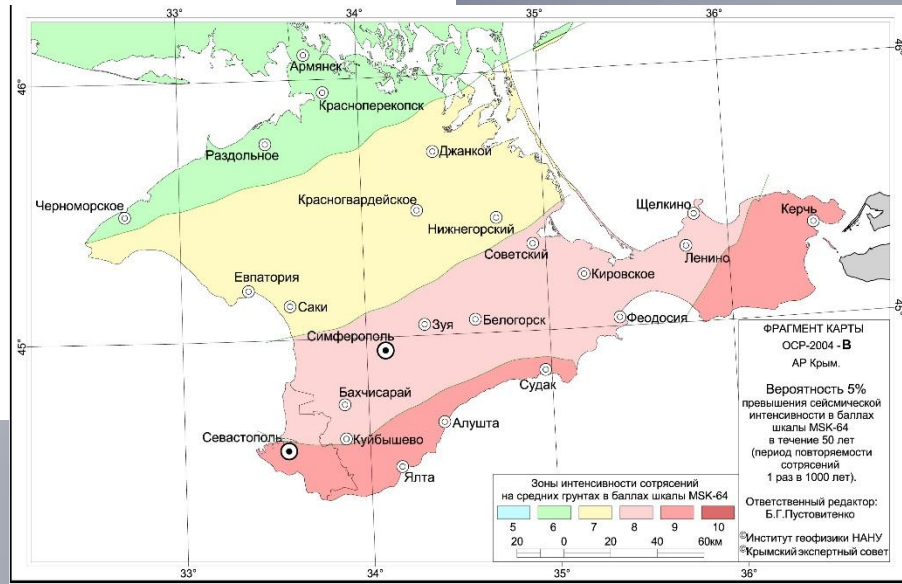 33°
34°
35°
36°
46°
46°
Армянск
Красноперекопск
Раздольное
Джанкой
Черноморское
Красногвардейское
Нижнегорский
Щелкино
Керчь
Советский
Ленино
Евпатория
Кировское
Саки
Зуя
Белогорск
Феодосия
Симферополь
45°
45°
Судак
Бахчисарай
Алушта
Севастополь
Куйбышево
Ялта
ФРАГМЕНТ КАРТЫ
ОСР-2004 - В
АР Крым.
Вероятность 5%
превышения сейсмической
интенсивности в баллах
шкалы MSK-64
в течение 50 лет
(период повторяемости
сотрясений
1 раз в 1000 лет).
Ответственный редактор:
Б.Г.Пустовитенко
©Институт геофизики НАНУ
©Крымский экспертный совет
Зоны интенсивности сотрясений
на средних грунтах в баллах шкалы MSK-64
5 6 7 8 9 10
20 0 20 40 60км
33°
34°
35°
36°